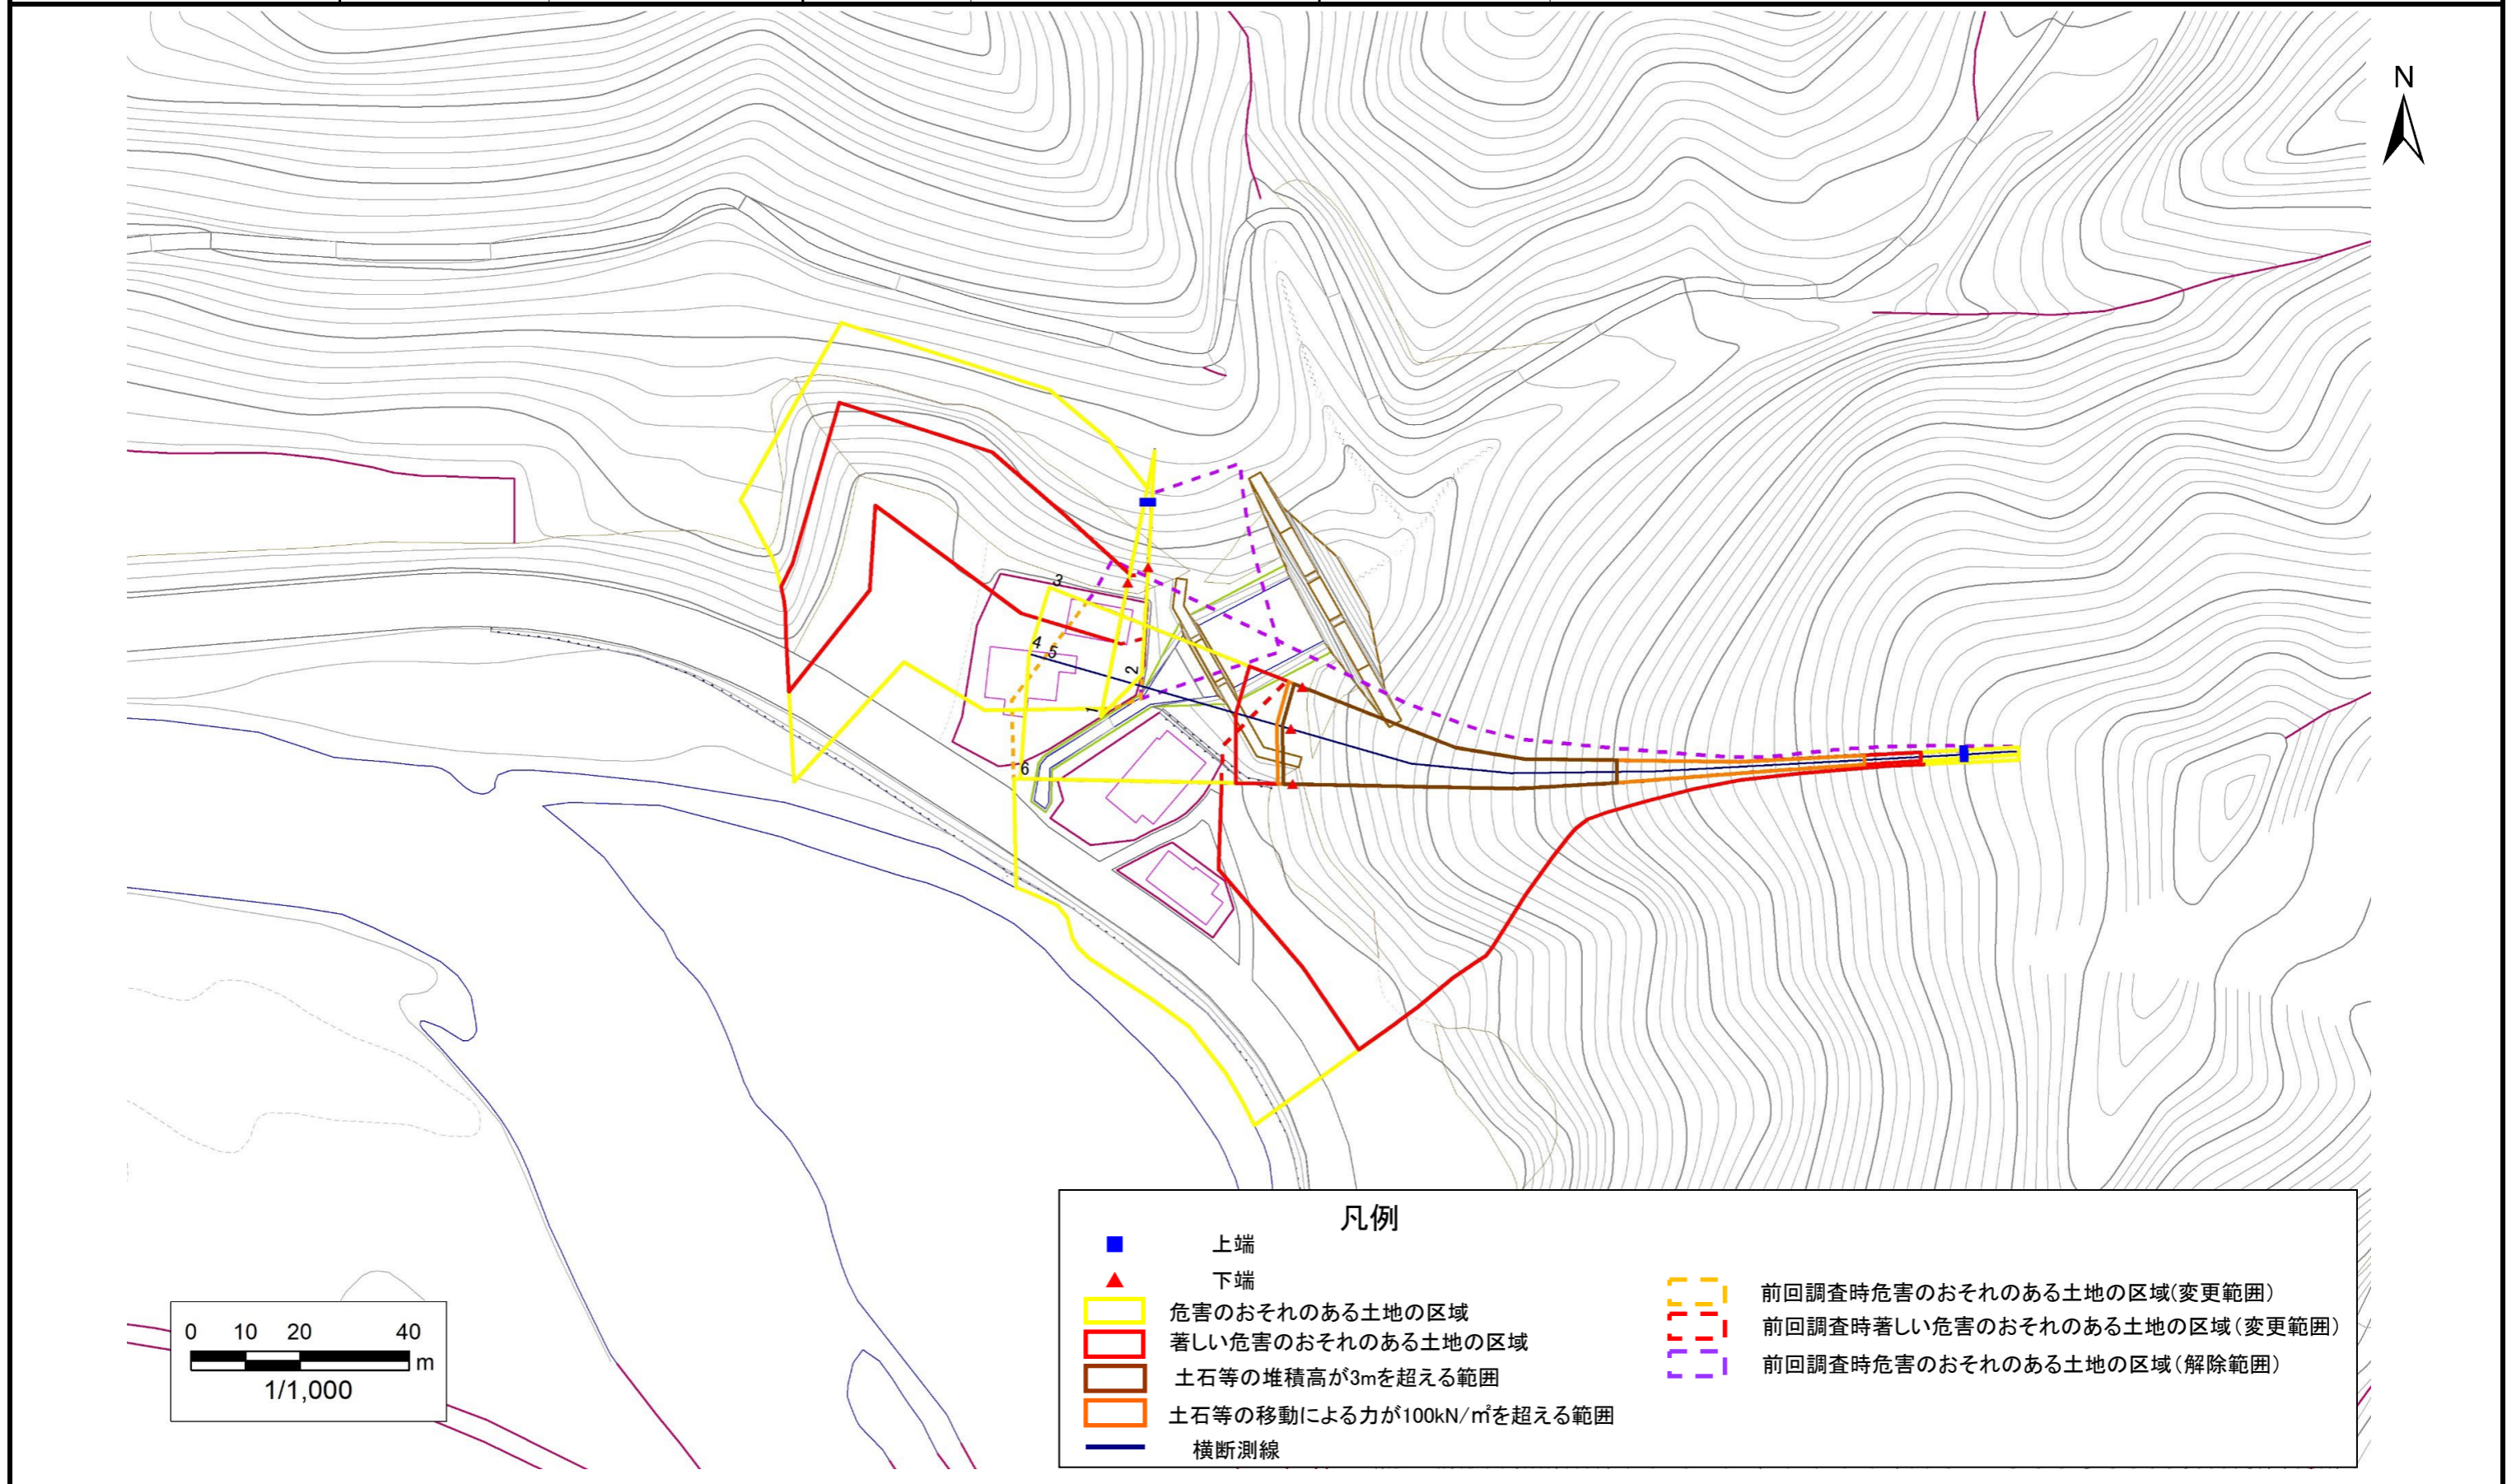 N
3
4
5
2
1
6
凡例
上端
下端
危害のおそれのある土地の区域
著しい危害のおそれのある土地の区域
土石等の堆積高が3mを超える範囲
土石等の移動による力が100kN/㎡を超える範囲
横断測線
前回調査時危害のおそれのある土地の区域(変更範囲)
前回調査時著しい危害のおそれのある土地の区域(変更範囲)
前回調査時危害のおそれのある土地の区域(解除範囲)
0 10 20 40
m
1/1,000